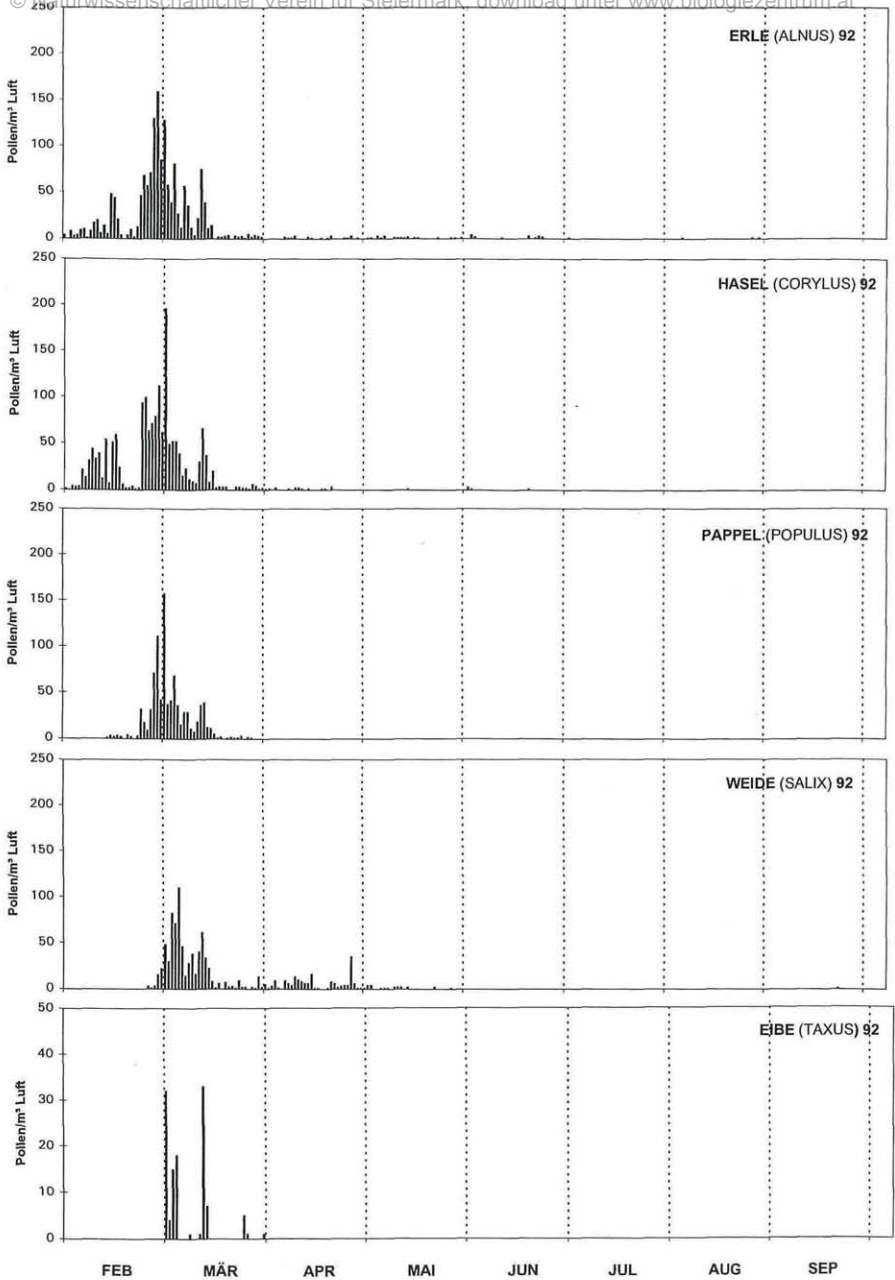 © Naturwissenschaftlicher Verein für Steiermark; download unter www.biologiezentrum.at
ERLE (ALNUS) 92
Pollen/m³ Luft
250
200
150
100
50
0
HASEL (CORYLUS) 92
Pollen/m³ Luft
250
200
150
100
50
0
PAPPEL (POPULUS) 92
Pollen/m³ Luft
250
200
150
100
50
0
WEIDE (SALIX) 92
Pollen/m³ Luft
250
200
150
100
50
0
EIBE (TAXUS) 92
Pollen/m³ Luft
50
40
30
20
10
0
FEB MÄR APR MAI JUN JUL AUG SEP